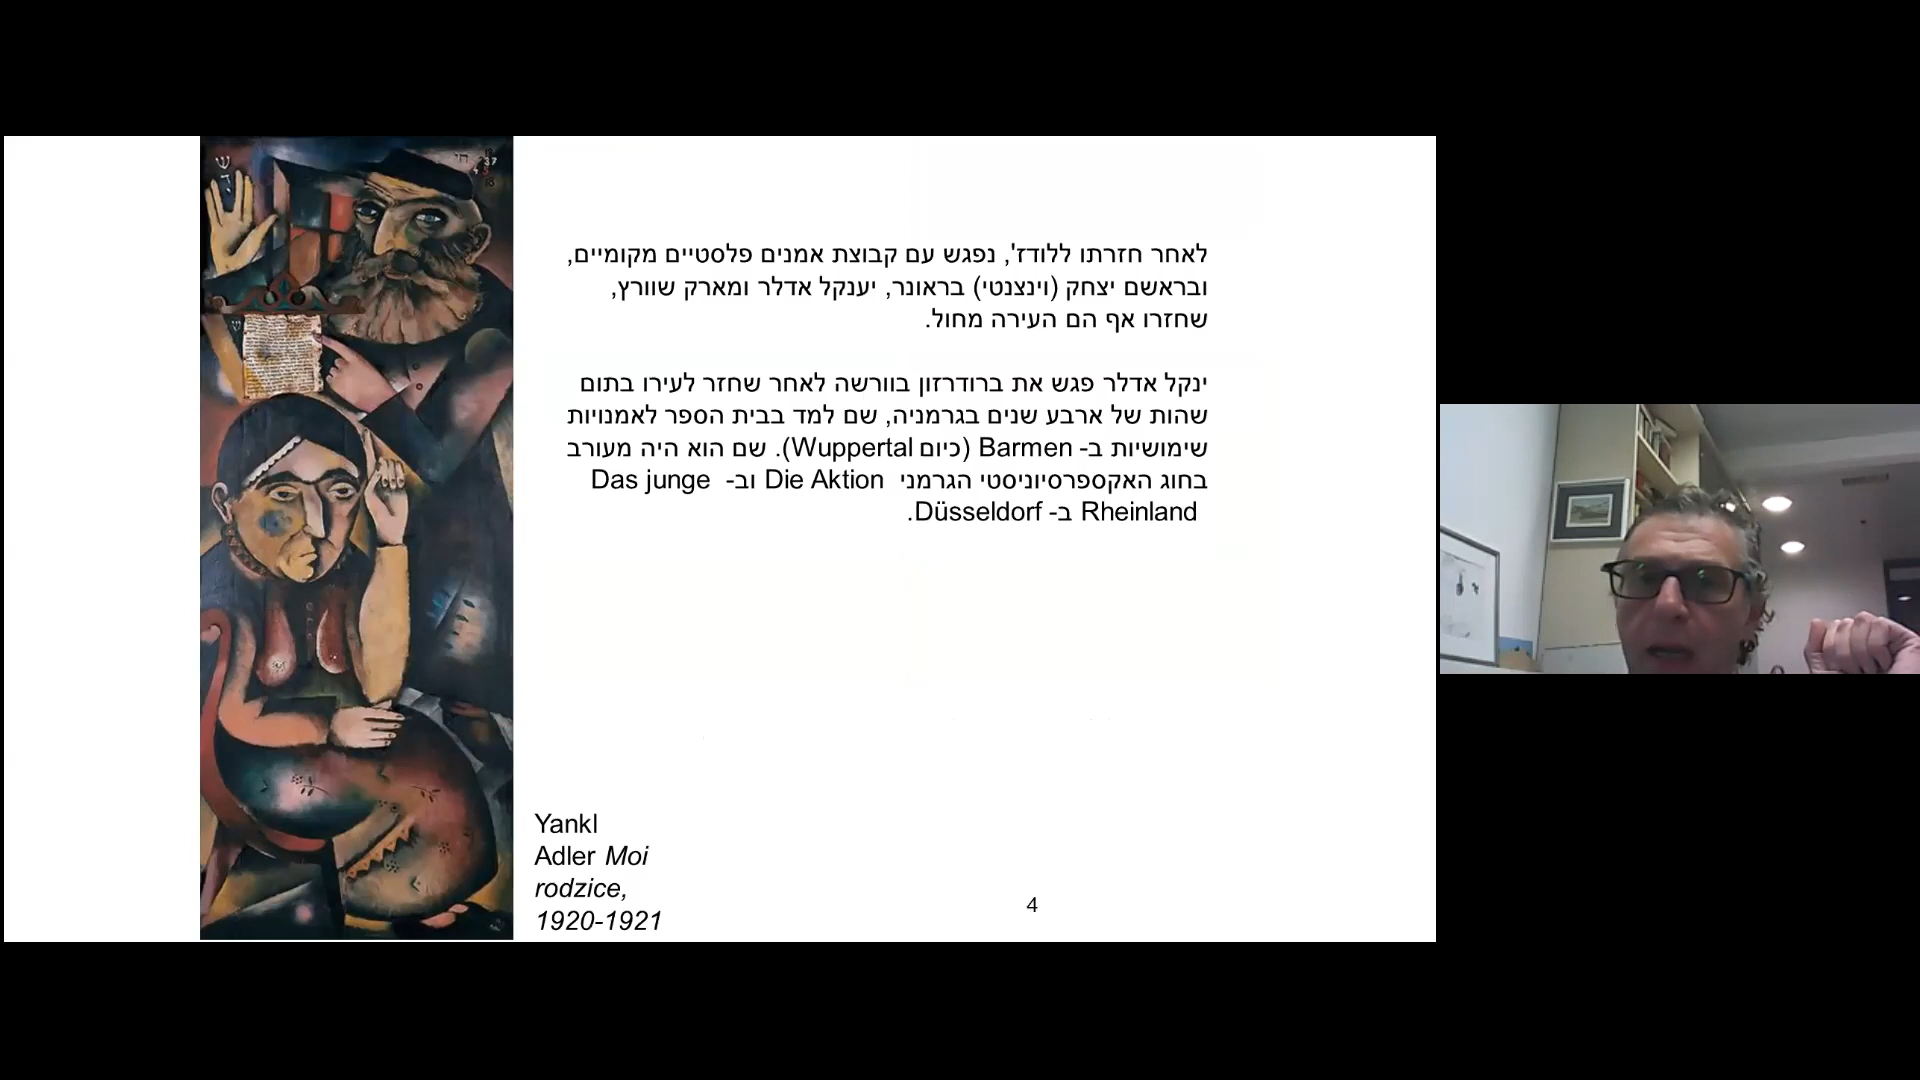 לאחר חזרתו ללודז', נפגש עם קבוצת אמנים פלסטיים מקומיים,
ובראשם יצחק (וינצנטי) בראונר, יענקל אדלר ומארק שוורץ,
שחזרו אף הם העירה מחול.
ינקל אדלר פגש את ברודרזון בוורשה לאחר שחזר לעירו בתום
שהות של ארבע שנים בגרמניה, שם למד בבית הספר לאמנויות
שימושיות ב- Barmen (כיום Wuppertal). שם הוא היה מעורב
בחוג האקספרסיוניסטי הגרמני Die Aktion וב- Das junge
Rheinland ב- Düsseldorf.
Yankl
Adler Moi
rodzice,
1920-1921
4